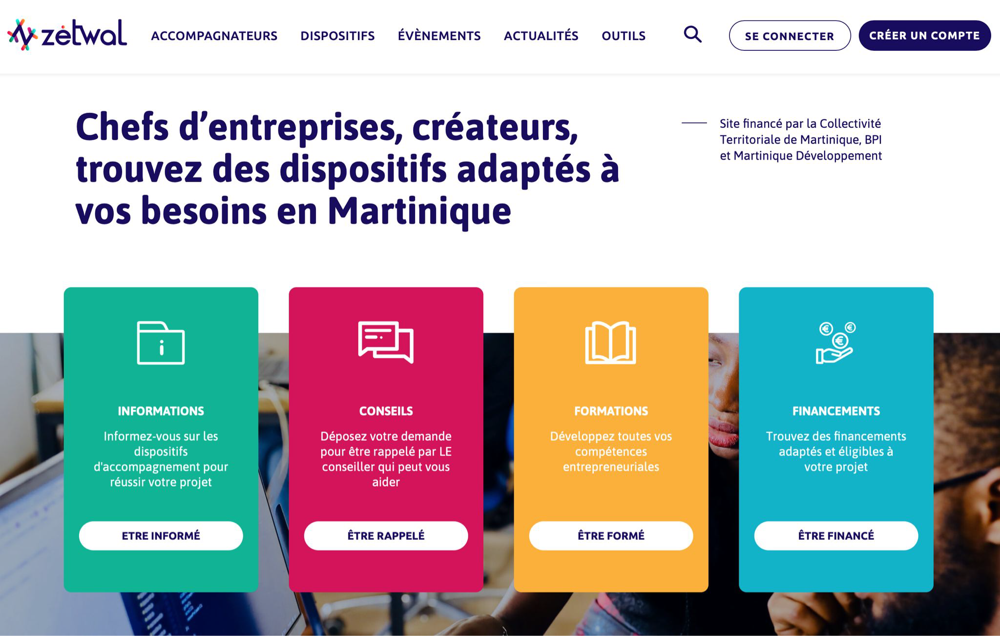 zétwal
ACCOMPAGNATEURS
DISPOSITIFS
ÉVÈNEMENTS
ACTUALITÉS
OUTILS
SE CONNECTER
CRÉER UN COMPTE
Chefs d’entreprises, créateurs,
trouvez des dispositifs adaptés à
vos besoins en Martinique
Site financé par la Collectivité
Territoriale de Martinique, BPI
et Martinique Développement
INFORMATIONS
Informez-vous sur les
dispositifs
d'accompagnement pour
réussir votre projet
ETRE INFORMÉ
CONSEILS
Déposez votre demande
pour être rappelé par LE
conseiller qui peut vous
aider
ÊTRE RAPPELÉ
FORMATIONS
Développez toutes vos
compétences
entrepreneuriales
ÊTRE FORMÉ
FINANCEMENTS
Trouvez des financements
adaptés et éligibles à
votre projet
ÊTRE FINANCÉ